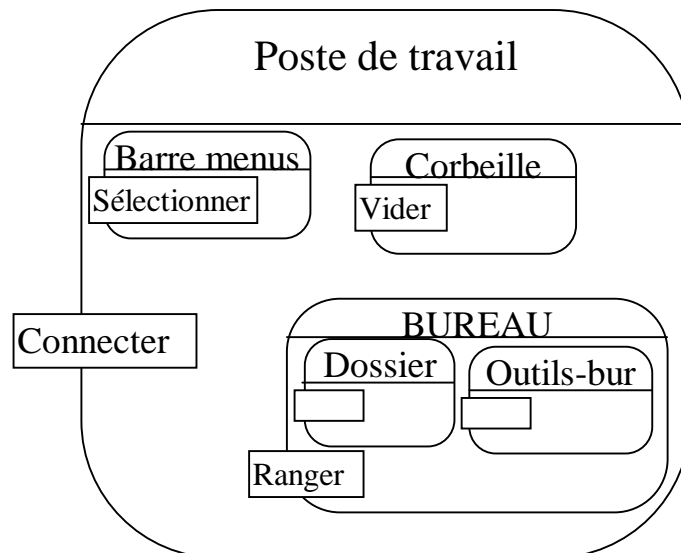 Poste de travail
Barre menus
Corbeille
Sélectionner
Vider
Connecter
BUREAU
Dossier
Outils-bur
Ranger